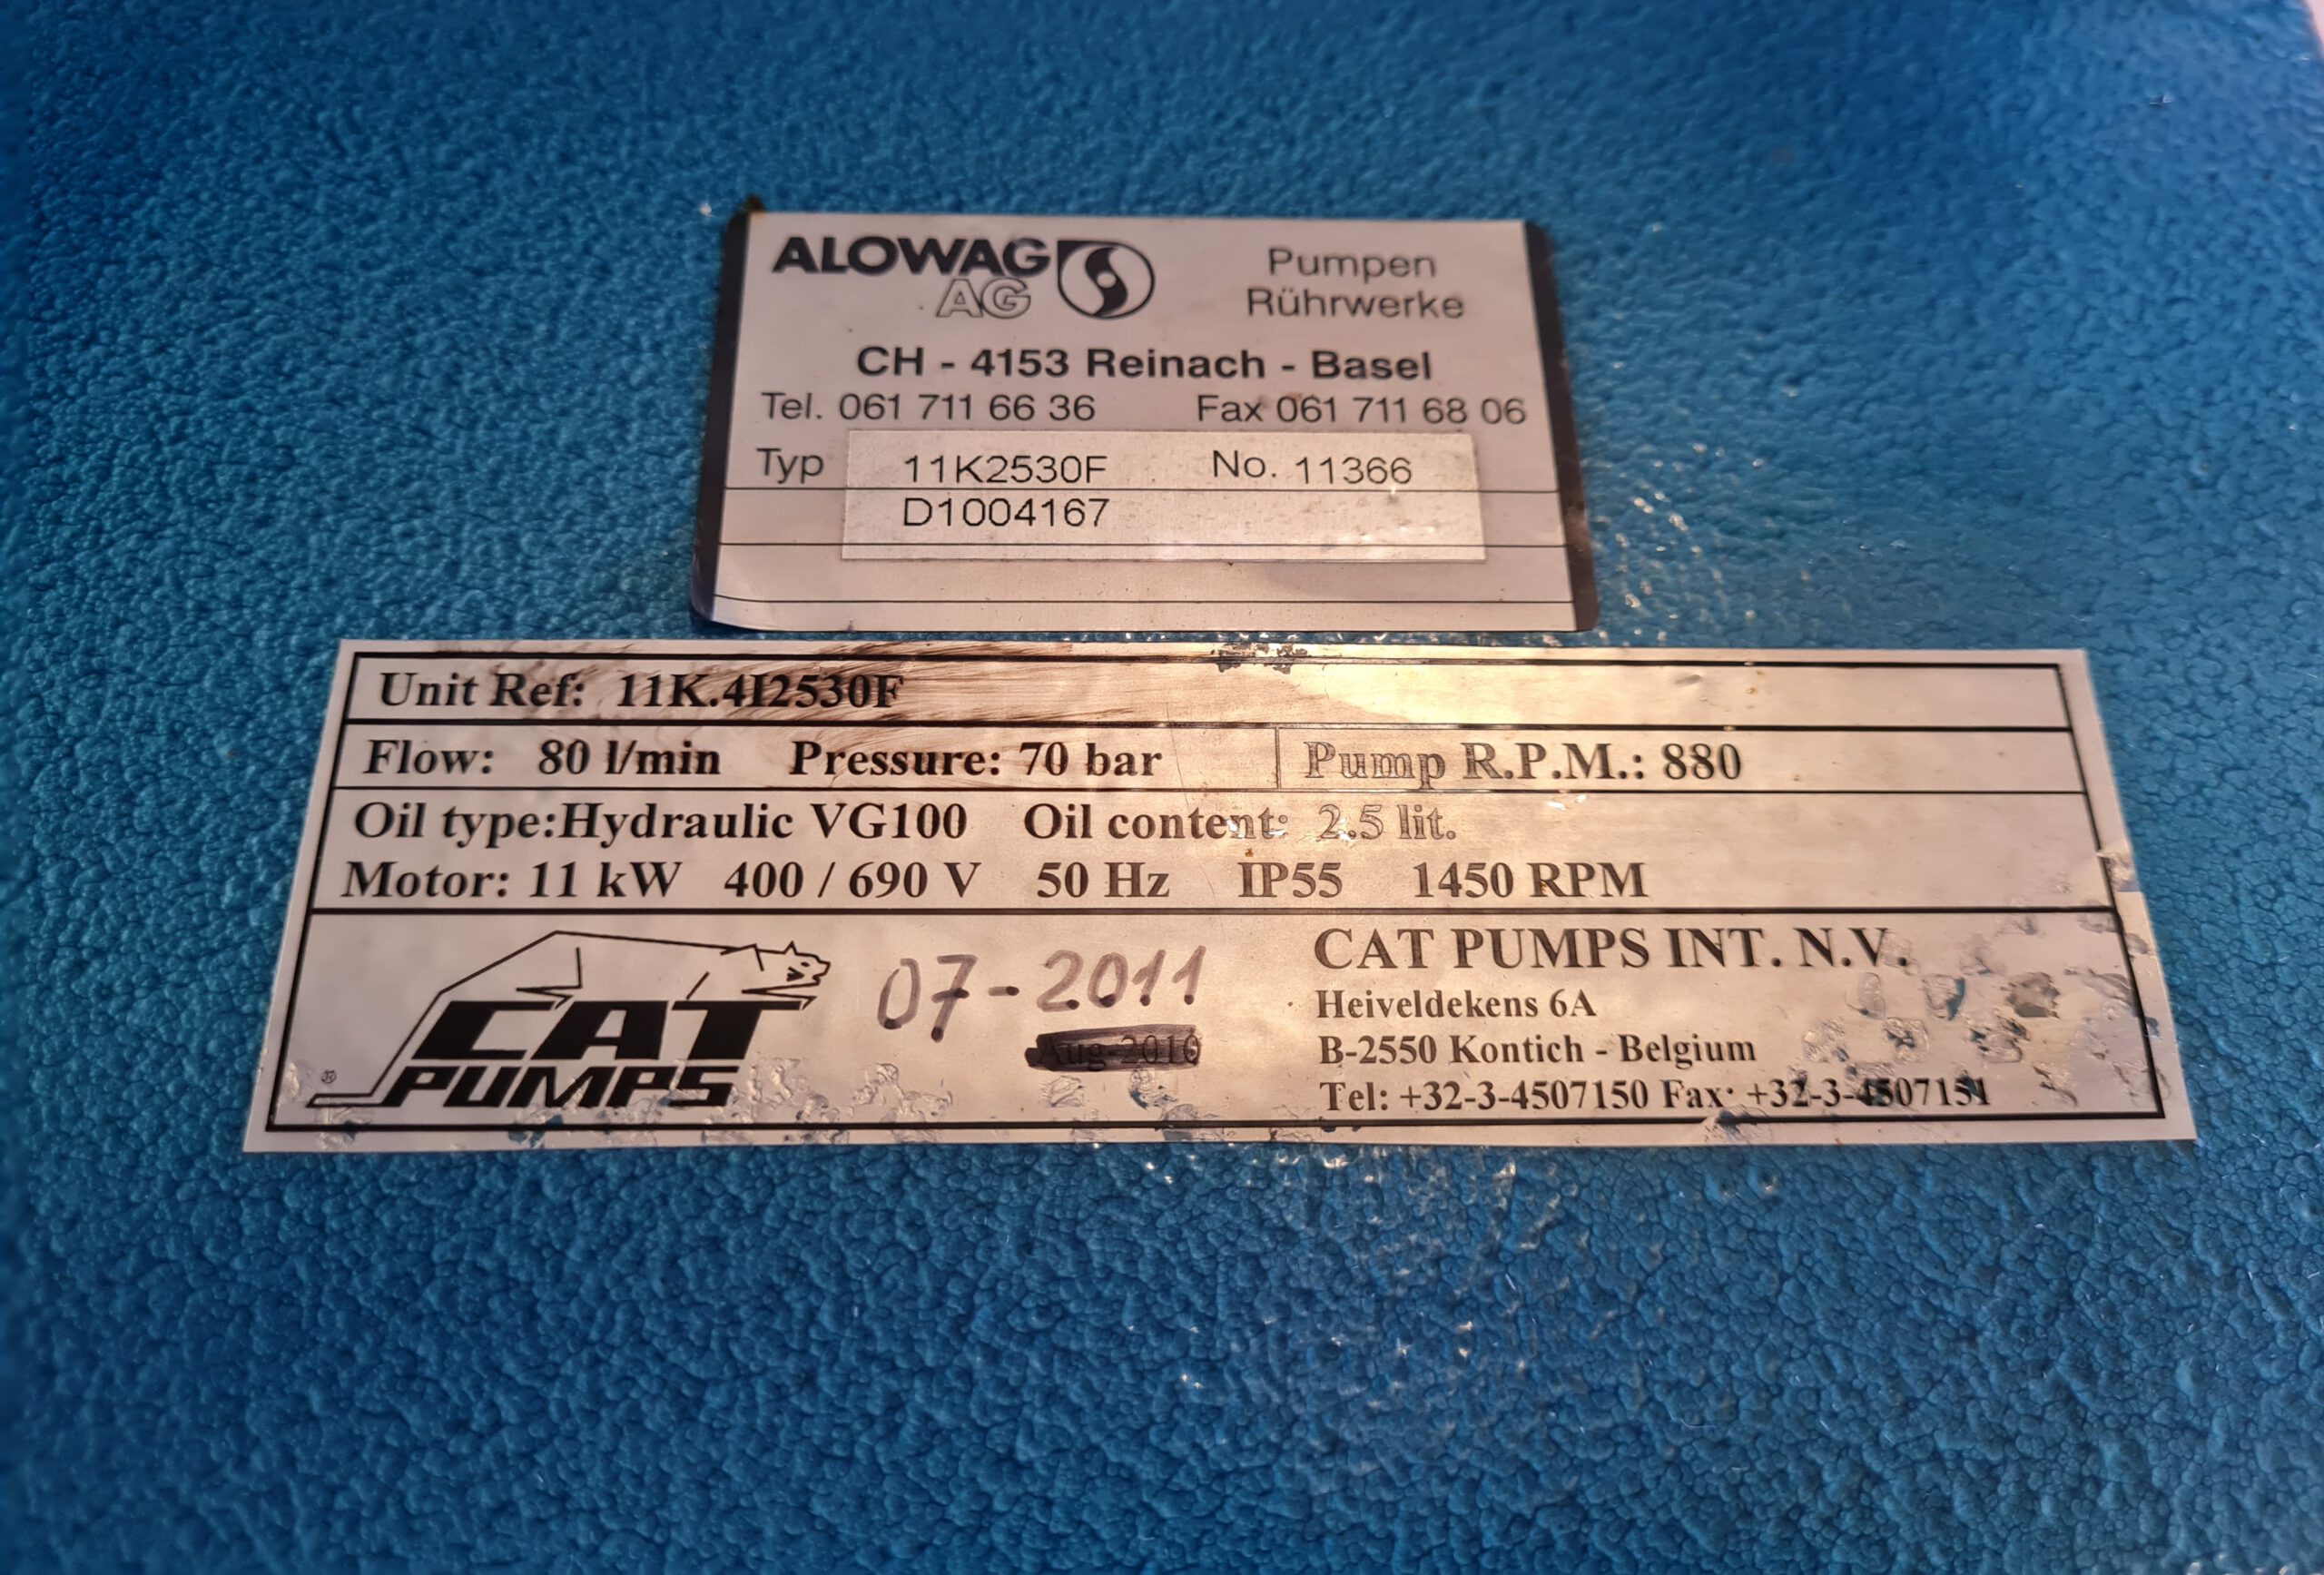 ALOWAG
AG
Pumpen
Rührwerke
CH - 4153 Reinach - Basel
Tel. 061 711 66 36 Fax 061 711 68 06
Typ 11K2530F No. 11366
D1004167
Unit Ref: 11K.4I2530F
Flow: 80 l/min Pressure: 70 bar Pump R.P.M.: 880
Oil type:Hydraulic VG100 Oil content: 2.5 lit.
Motor: 11 kW 400 / 690 V 50 Hz IP55 1450 RPM
CAT
PUMPS
®
07-2011
Aug-2010
CAT PUMPS INT. N.V.
Heiveldekens 6A
B-2550 Kontich - Belgium
Tel: +32-3-4507150 Fax: +32-3-4507151